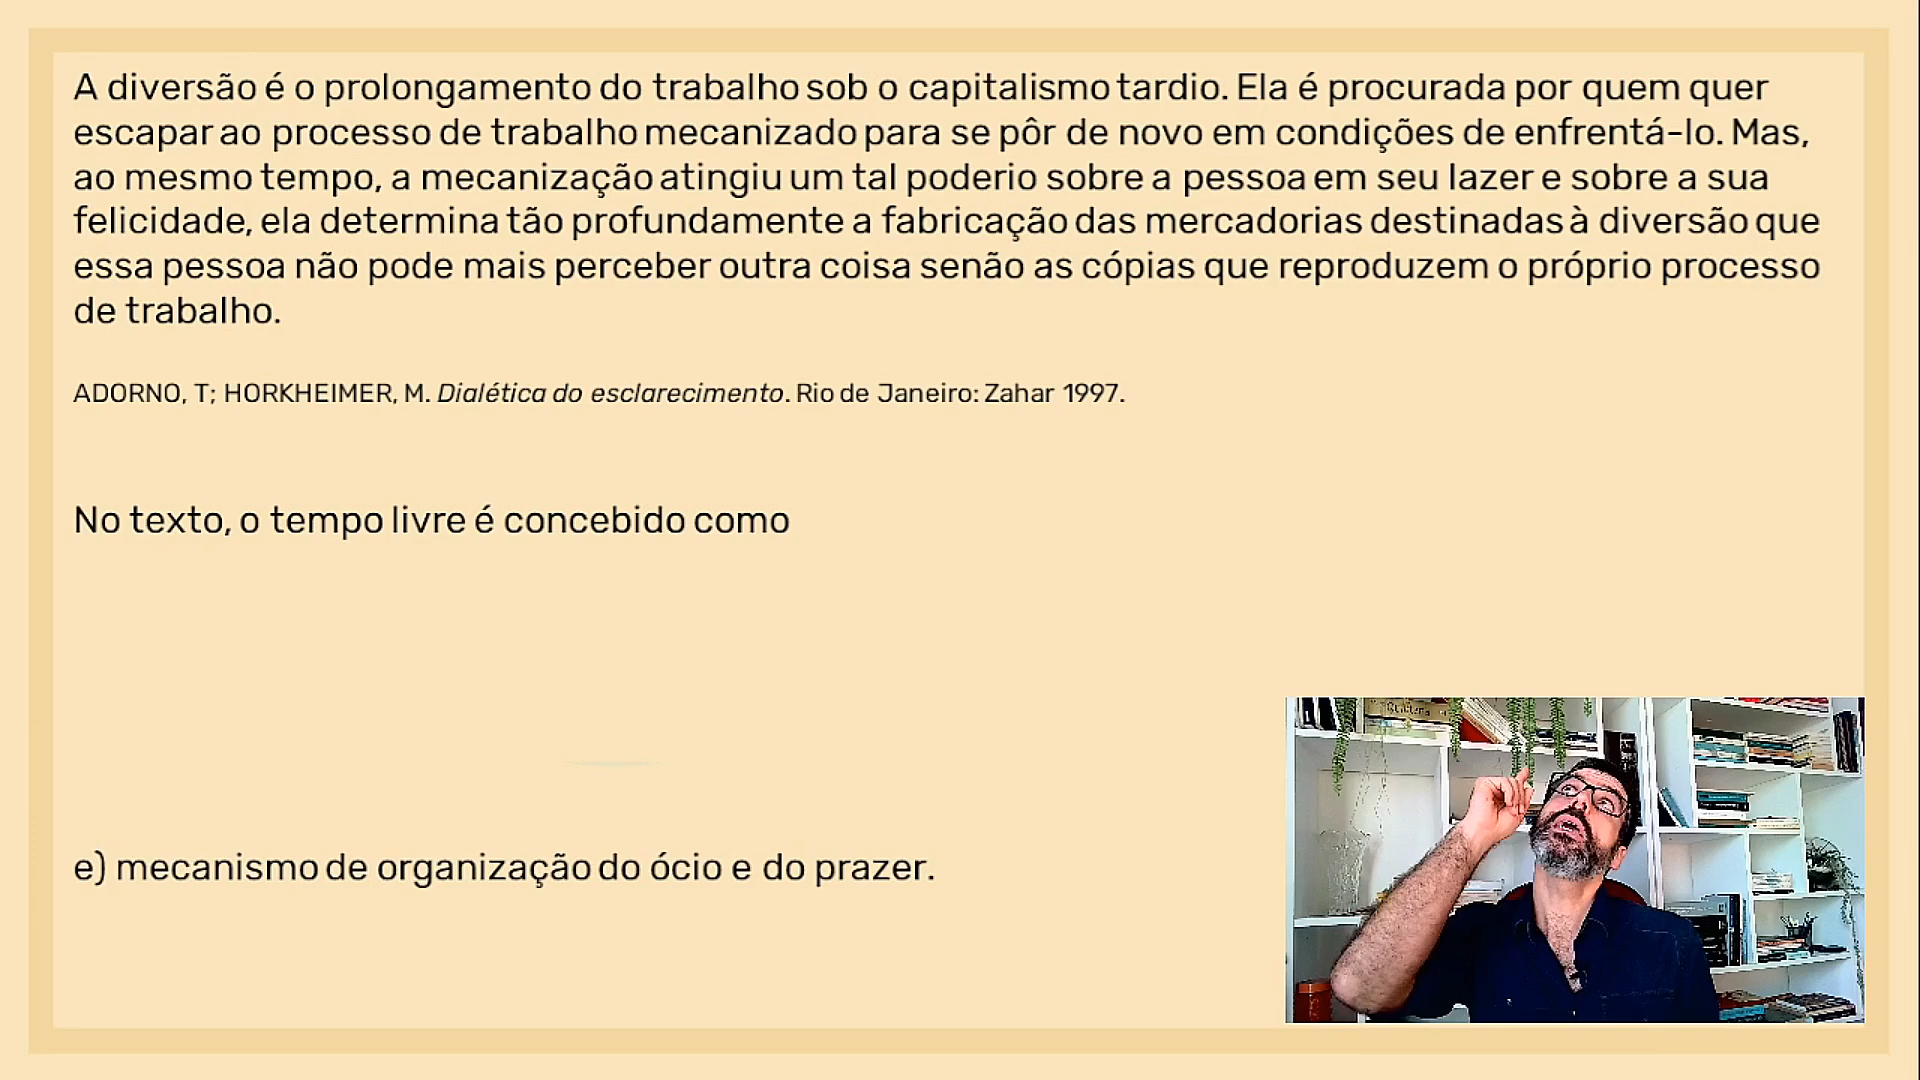 A diversão é o prolongamento do trabalho sob o capitalismo tardio. Ela é procurada por quem quer
escapar ao processo de trabalho mecanizado para se pôr de novo em condições de enfrentá-lo. Mas,
ao mesmo tempo, a mecanização atingiu um tal poderio sobre a pessoa em seu lazer e sobre a sua
felicidade, ela determina tão profundamente a fabricação das mercadorias destinadas à diversão que
essa pessoa não pode mais perceber outra coisa senão as cópias que reproduzem o próprio processo
de trabalho.
ADORNO, T; HORKHEIMER, M. Dialética do esclarecimento. Rio de Janeiro: Zahar 1997.
No texto, o tempo livre é concebido como
e) mecanismo de organização do ócio e do prazer.